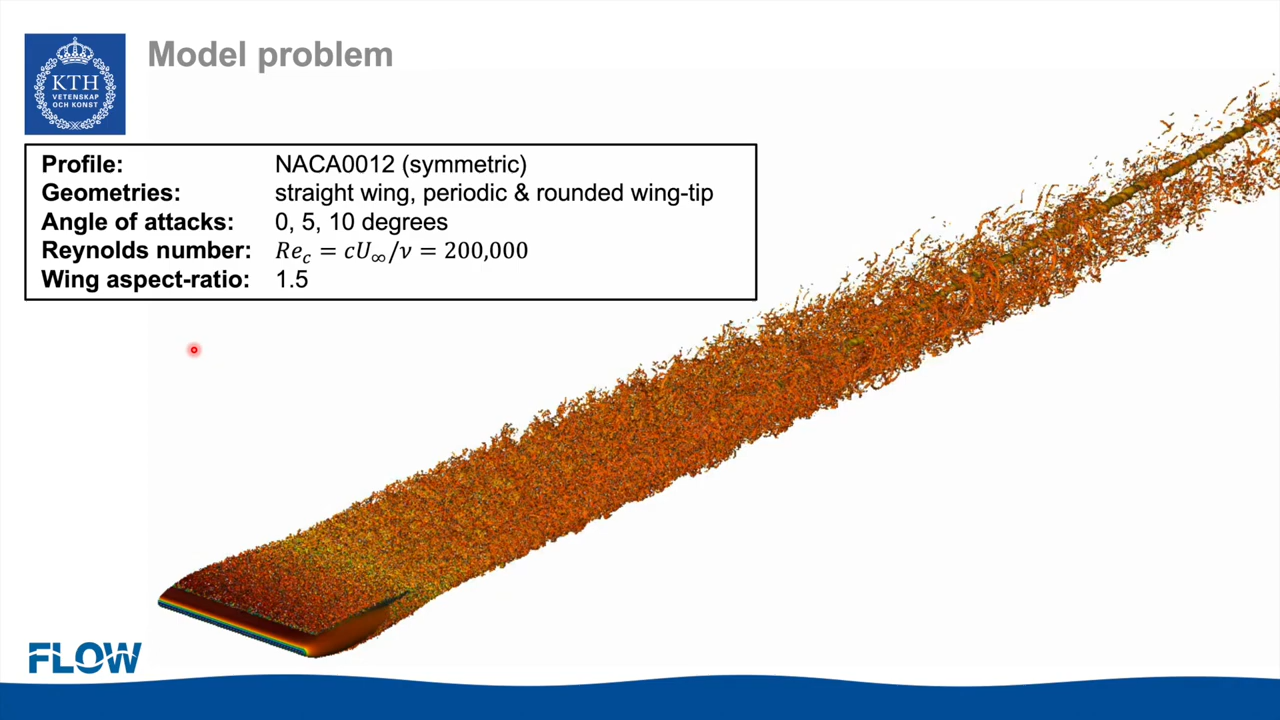 Model problem
KTH
VETENSKAP
OCH KONST
Profile: NACA0012 (symmetric)
Geometries: straight wing, periodic & rounded wing-tip
Angle of attacks: 0, 5, 10 degrees
Reynolds number: Re_c = cU_∞/ν = 200,000
Wing aspect-ratio: 1.5
FLOW